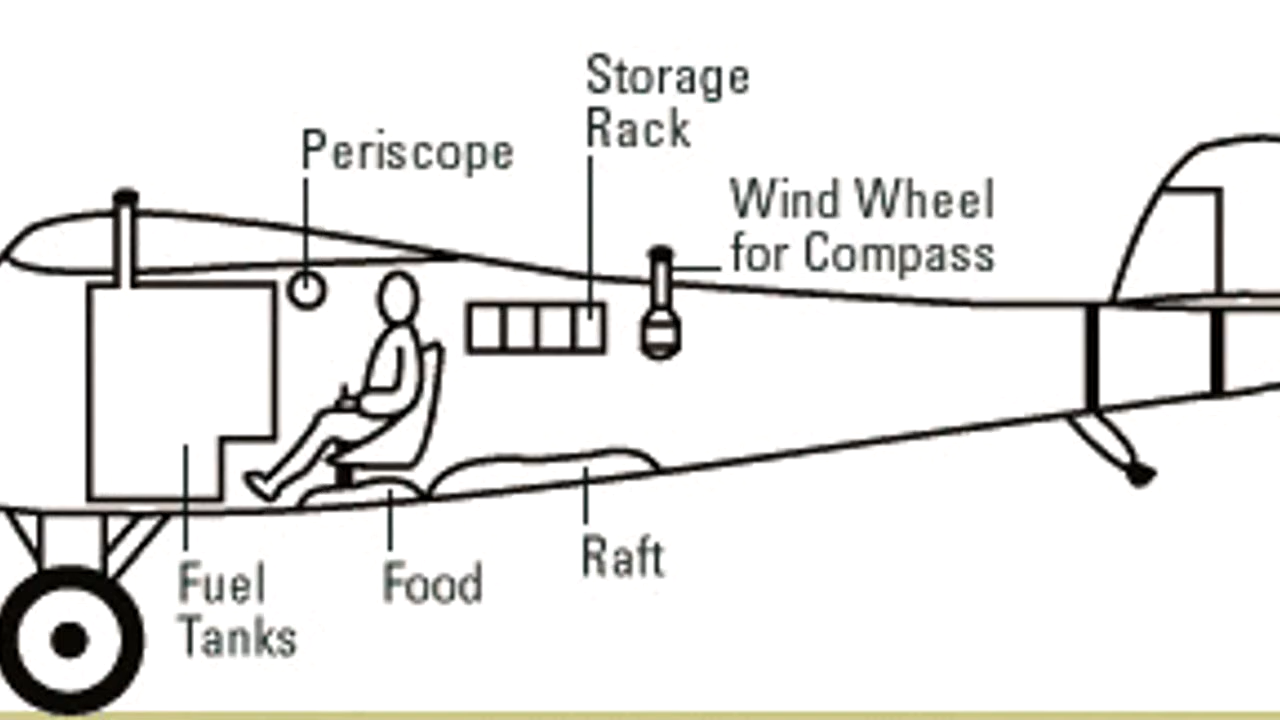 Storage
Rack
Periscope
Wind Wheel
for Compass
Fuel
Tanks
Food
Raft